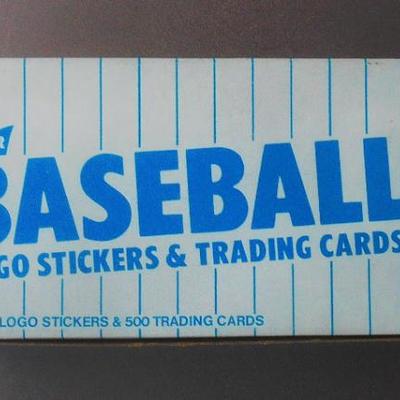 BASEBALL
GO STICKERS & TRADING CARDS
LOGO STICKERS & 500 TRADING CARDS